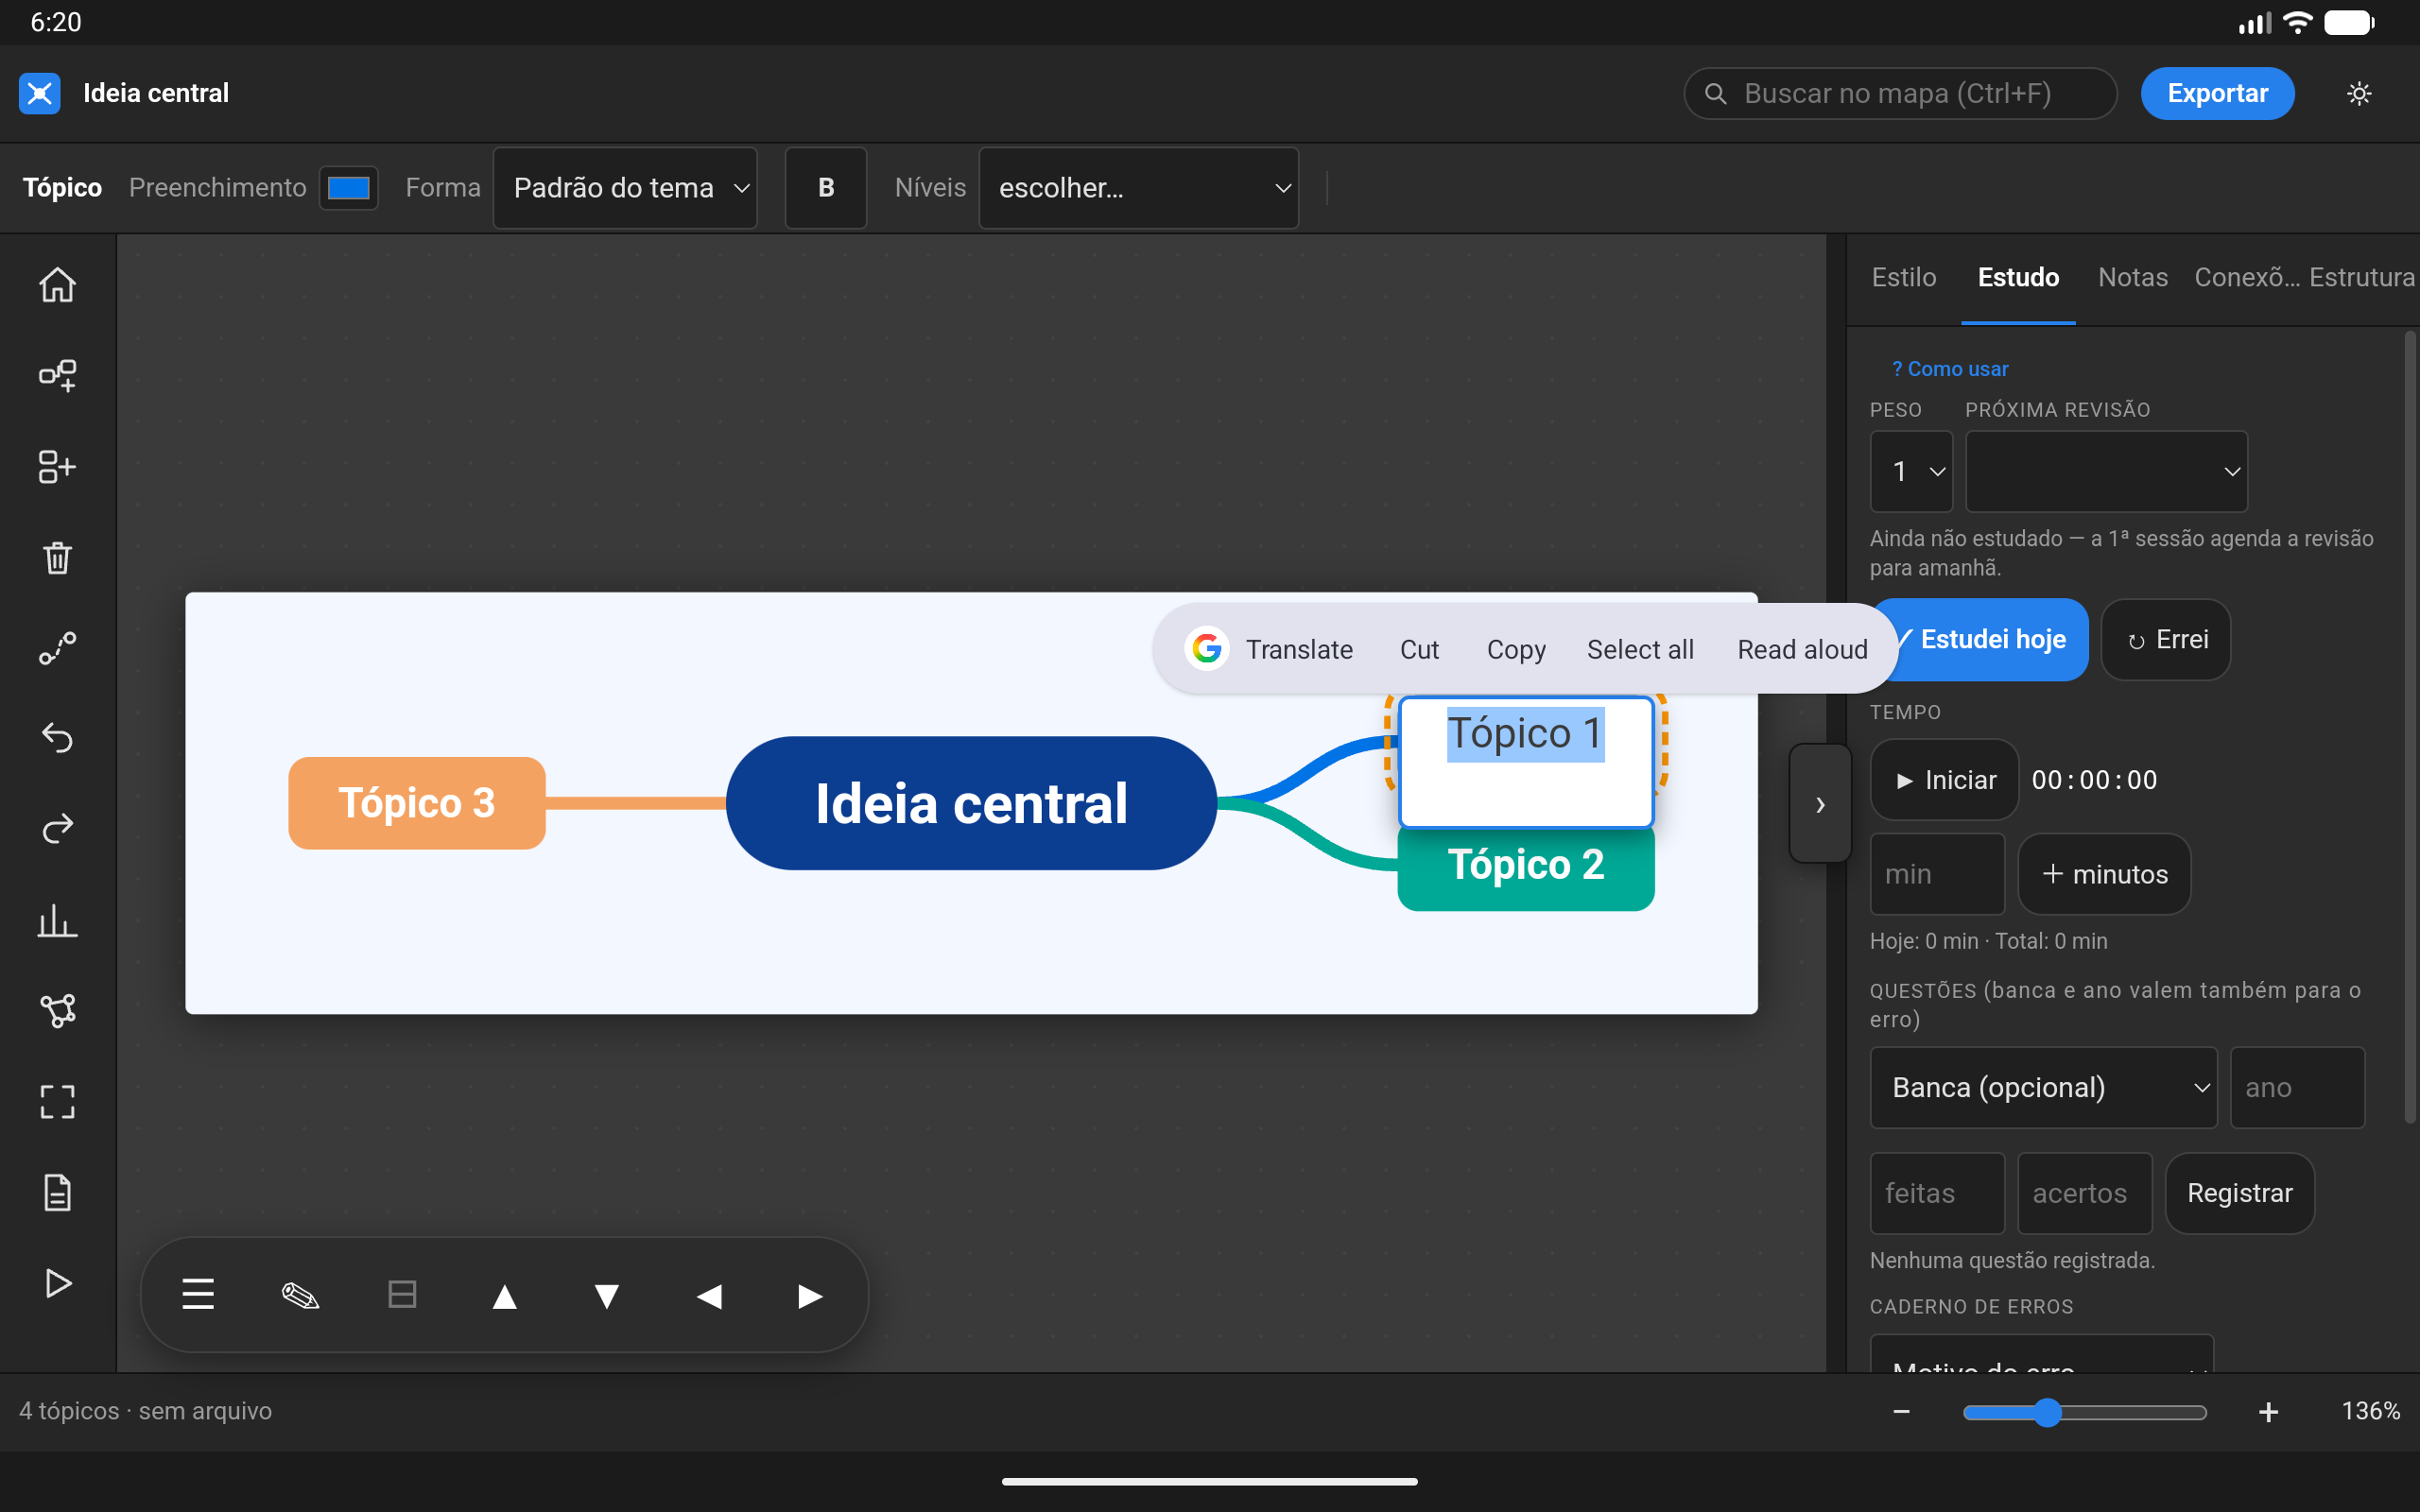 6:20
Ideia central
Buscar no mapa (Ctrl+F)
Exportar
Tópico
Preenchimento
Forma
Padrão do tema
B
Níveis
escolher…
Estilo
Estudo
Notas
Conexõ…
Estrutura
? Como usar
PESO
PRÓXIMA REVISÃO
1
Ainda não estudado — a 1ª sessão agenda a revisão
para amanhã.
Translate
Cut
Copy
Select all
Read aloud
✓ Estudei hoje
↻ Errei
TEMPO
► Iniciar
00:00:00
Tópico 1
Tópico 3
Ideia central
Tópico 2
min
＋ minutos
Hoje: 0 min · Total: 0 min
QUESTÕES (banca e ano valem também para o
erro)
Banca (opcional)
ano
feitas
acertos
Registrar
Nenhuma questão registrada.
CADERNO DE ERROS
4 tópicos · sem arquivo
136%